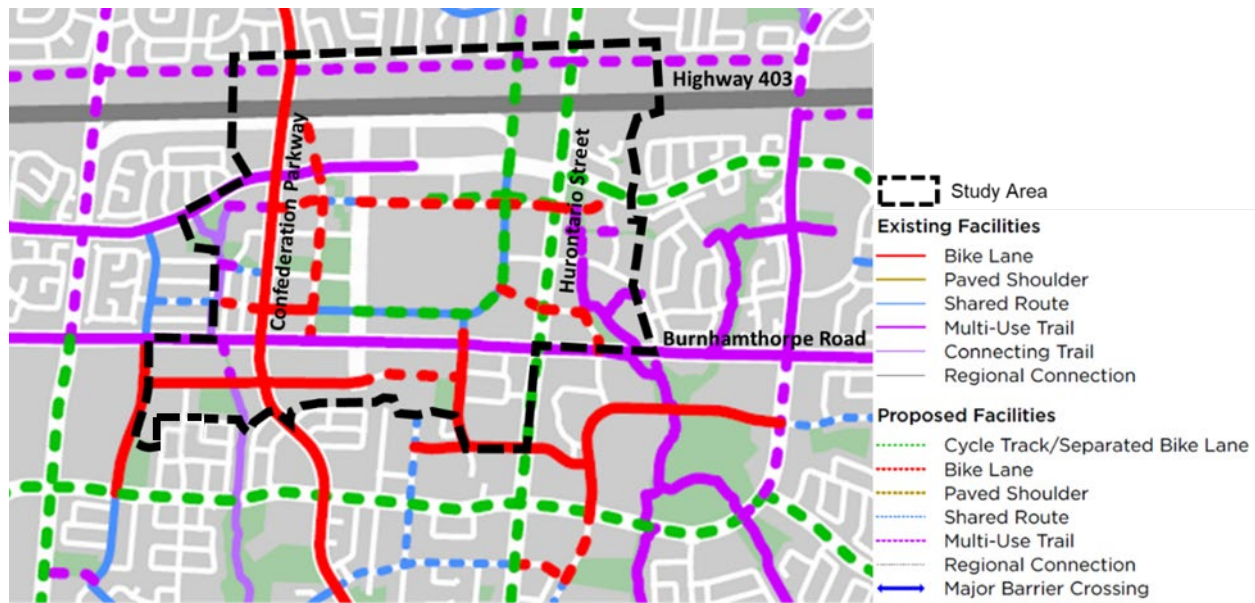 Highway 403
Confederation Parkway
Hurontario Street
Burnhamthorpe Road
Study Area
Existing Facilities
Bike Lane
Paved Shoulder
Shared Route
Multi-Use Trail
Connecting Trail
Regional Connection
Proposed Facilities
Cycle Track/Separated Bike Lane
Bike Lane
Paved Shoulder
Shared Route
Multi-Use Trail
Regional Connection
Major Barrier Crossing